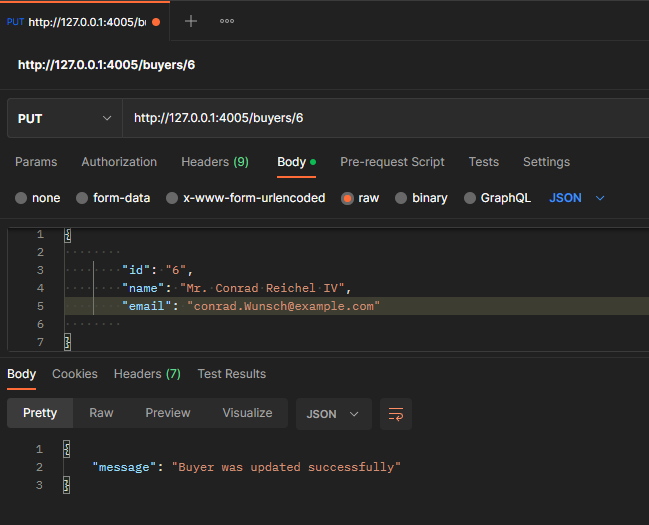 PUT http://127.0.0.1:4005/b
http://127.0.0.1:4005/buyers/6
PUT http://127.0.0.1:4005/buyers/6
Params Authorization Headers (9) Body Pre-request Script Tests Settings
none form-data x-www-form-urlencoded raw binary GraphQL JSON
1 {
2
3 "id": "6",
4 "name": "Mr. Conrad Reichel IV",
5 "email": "conrad.Wunsch@example.com"
6
7 }
Body Cookies Headers (7) Test Results
Pretty Raw Preview Visualize JSON
1 {
2 "message": "Buyer was updated successfully"
3 }